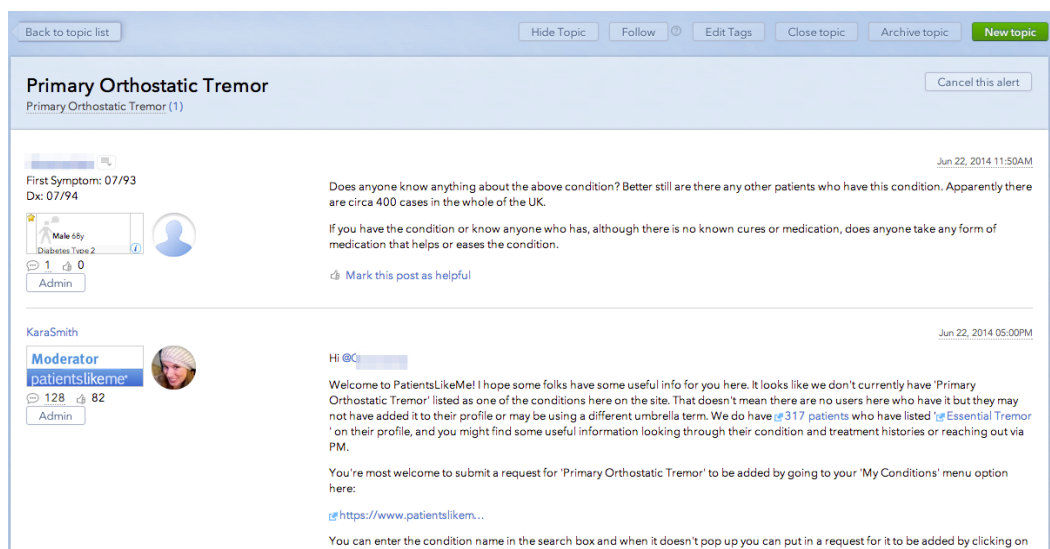 Back to topic list
Hide Topic
Follow
?
Edit Tags
Close topic
Archive topic
New topic
Primary Orthostatic Tremor
Cancel this alert
Primary Orthostatic Tremor (1)
Jun 22, 2014 11:50AM
First Symptom: 07/93
Dx: 07/94
Male 68y
Diabetes Type 2
i
1 0
Admin
Does anyone know anything about the above condition? Better still are there any other patients who have this condition. Apparently there
are circa 400 cases in the whole of the UK.
If you have the condition or know anyone who has, although there is no known cures or medication, does anyone take any form of
medication that helps or eases the condition.
Mark this post as helpful
KaraSmith
Jun 22, 2014 05:00PM
Moderator
patientslikeme
128 82
Admin
Hi @
Welcome to PatientsLikeMe! I hope some folks have some useful info for you here. It looks like we don't currently have 'Primary
Orthostatic Tremor' listed as one of the conditions here on the site. That doesn't mean there are no users here who have it but they may
not have added it to their profile or may be using a different umbrella term. We do have 317 patients who have listed 'Essential Tremor
' on their profile, and you might find some useful information looking through their condition and treatment histories or reaching out via
PM.
You're most welcome to submit a request for 'Primary Orthostatic Tremor' to be added by going to your 'My Conditions' menu option
here:
https://www.patientslikem...
You can enter the condition name in the search box and when it doesn't pop up you can put in a request for it to be added by clicking on